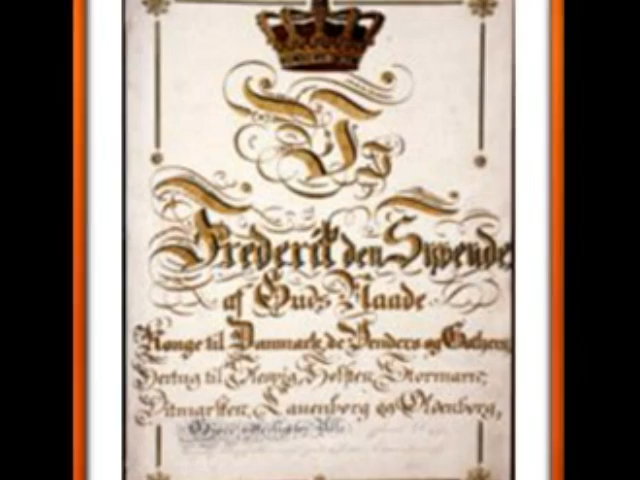 Vi
Frederik den Syvende
af Guds Naade
Konge til Danmark, de Venders og Gothers,
Hertug til Slesvig, Holsten, Stormarn,
Ditmarsken, Lauenborg og Oldenborg,